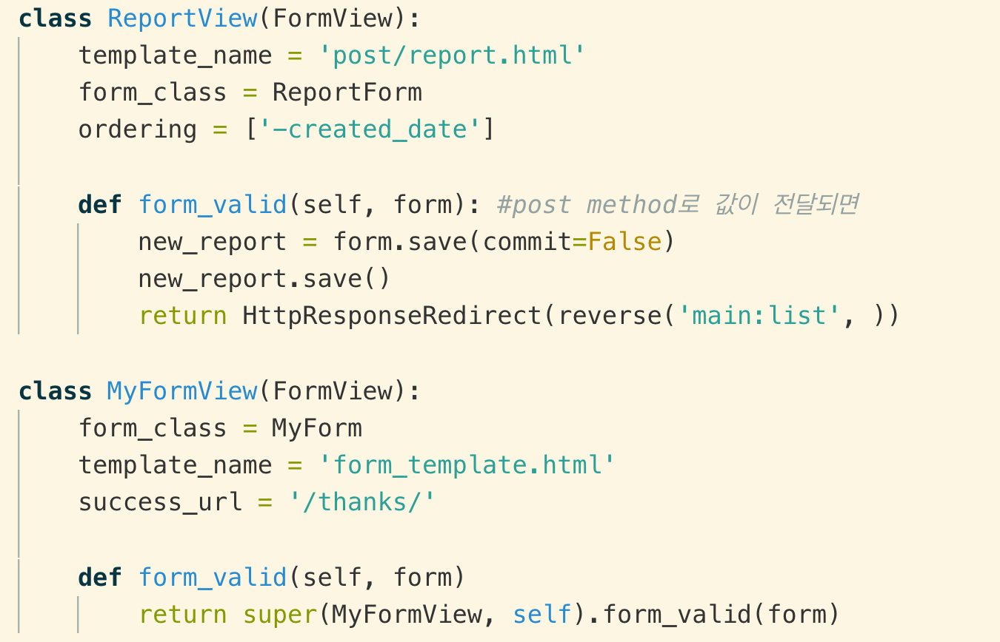 class ReportView(FormView):
    template_name = 'post/report.html'
    form_class = ReportForm
    ordering = ['-created_date']

    def form_valid(self, form): #post method로 값이 전달되면
        new_report = form.save(commit=False)
        new_report.save()
        return HttpResponseRedirect(reverse('main:list', ))

class MyFormView(FormView):
    form_class = MyForm
    template_name = 'form_template.html'
    success_url = '/thanks/'

    def form_valid(self, form)
        return super(MyFormView, self).form_valid(form)